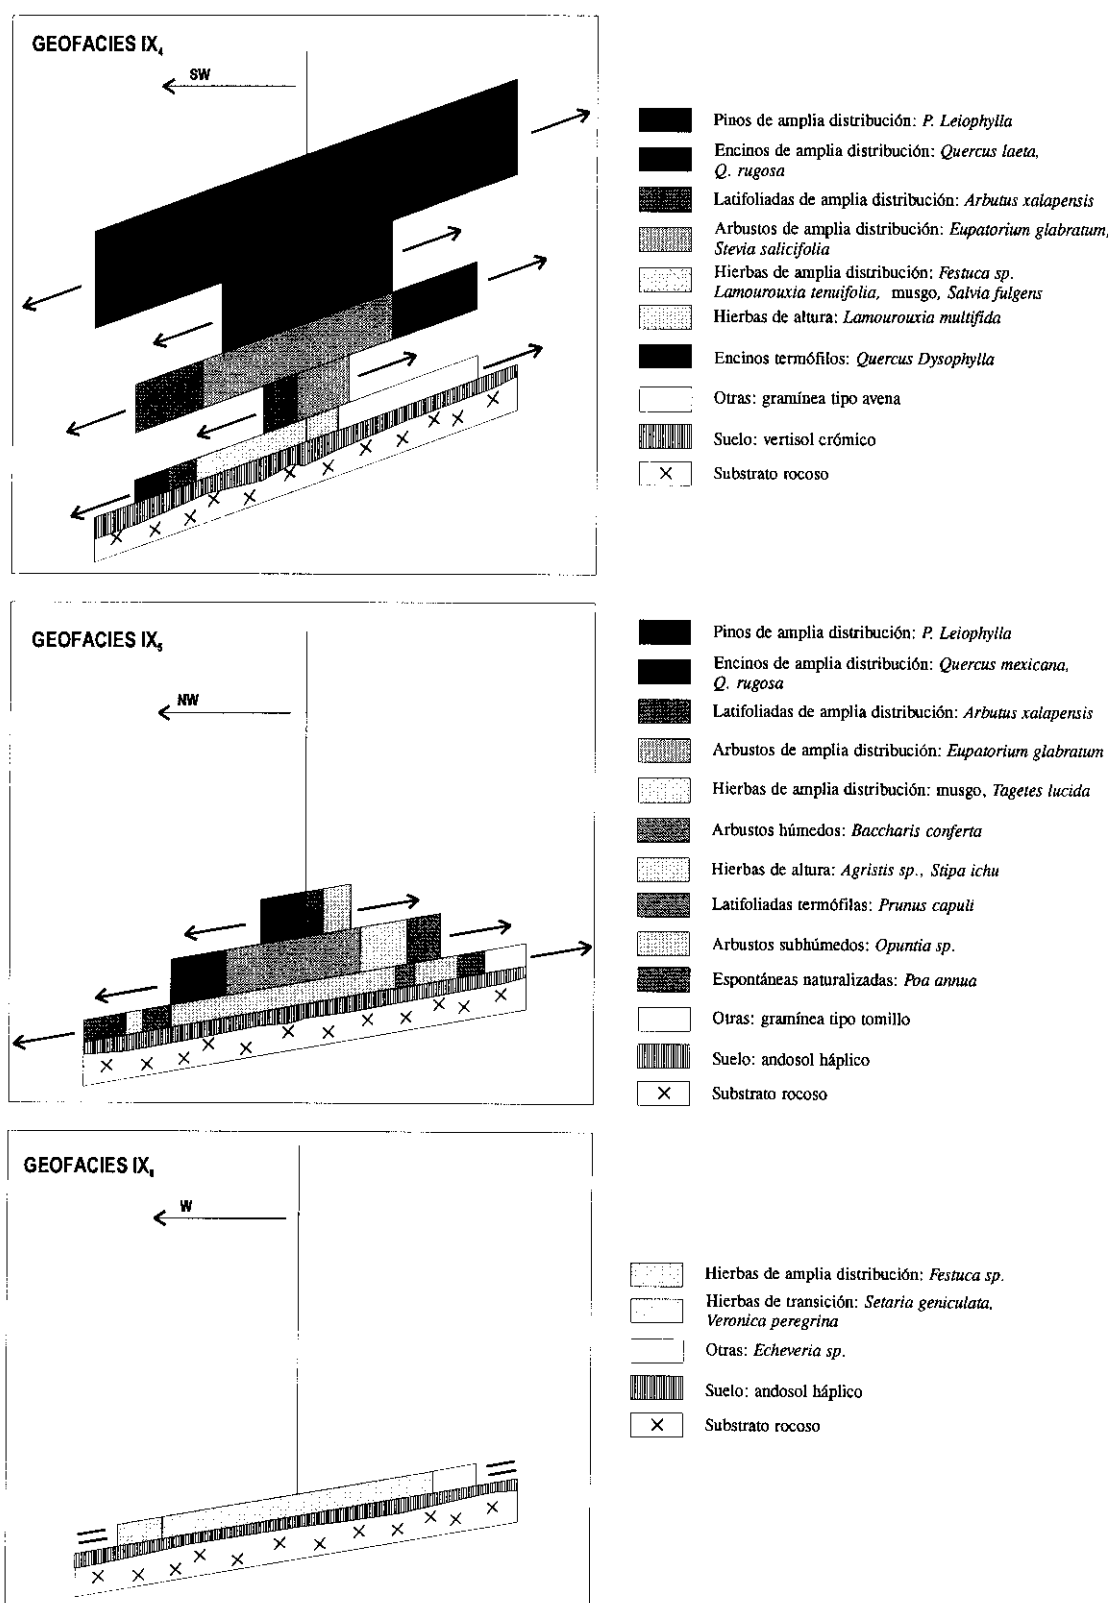 GEOFACIES IX4
SW
Pinos de amplia distribución: P. Leiophylla
Encinos de amplia distribución: Quercus laeta,
Q. rugosa
Latifoliadas de amplia distribución: Arbutus xalapensis
Arbustos de amplia distribución: Eupatorium glabratum,
Stevia salicifolia
Hierbas de amplia distribución: Festuca sp.
Lamourouxia tenuifolia, musgo, Salvia fulgens
Hierbas de altura: Lamourouxia multifida
Encinos termófilos: Quercus Dysophylla
Otras: gramínea tipo avena
Suelo: vertisol crómico
Substrato rocoso
GEOFACIES IX5
NW
Pinos de amplia distribución: P. Leiophylla
Encinos de amplia distribución: Quercus mexicana,
Q. rugosa
Latifoliadas de amplia distribución: Arbutus xalapensis
Arbustos de amplia distribución: Eupatorium glabratum
Hierbas de amplia distribución: musgo, Tagetes lucida
Arbustos húmedos: Baccharis conferta
Hierbas de altura: Agristis sp., Stipa ichu
Latifoliadas termófilas: Prunus capuli
Arbustos subhúmedos: Opuntia sp.
Espontáneas naturalizadas: Poa annua
Otras: gramínea tipo tomillo
Suelo: andosol háplico
Substrato rocoso
GEOFACIES IX6
W
Hierbas de amplia distribución: Festuca sp.
Hierbas de transición: Setaria geniculata,
Veronica peregrina
Otras: Echeveria sp.
Suelo: andosol háplico
Substrato rocoso